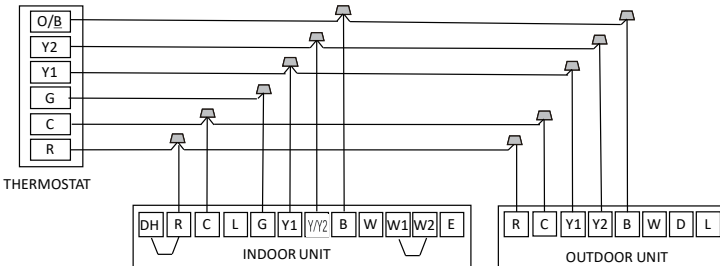 O/B
Y2
Y1
G
C
R
THERMOSTAT
DH R C L G Y1 Y/Y2 B W W1 W2 E
INDOOR UNIT
R C Y1 Y2 B W D L
OUTDOOR UNIT